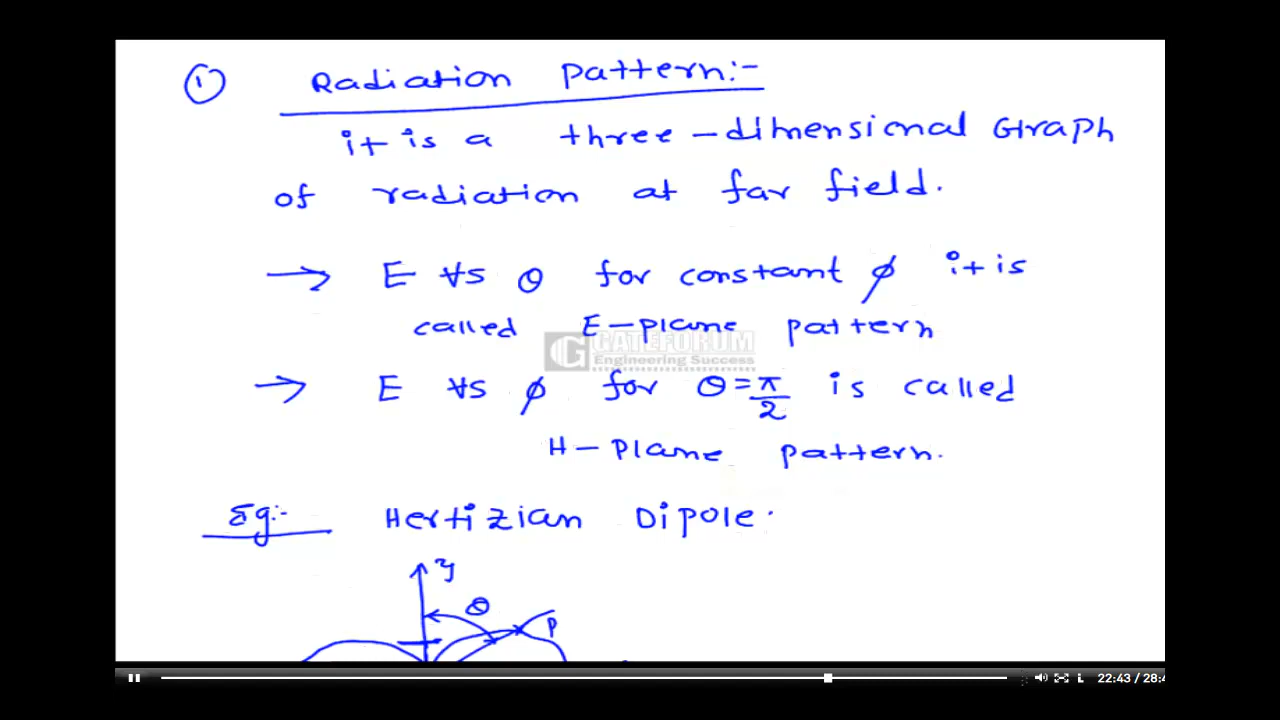 ① Radiation pattern:-
it is a three-dimensional Graph
of radiation at far field.
→ E vs θ for constant ϕ it is
called E-plane pattern
GATEFORUM
Engineering Success
→ E vs ϕ for θ=π/2 is called
H-plane pattern.
Eg:- Hertizian Dipole.
θ
P
22:43 / 28:4